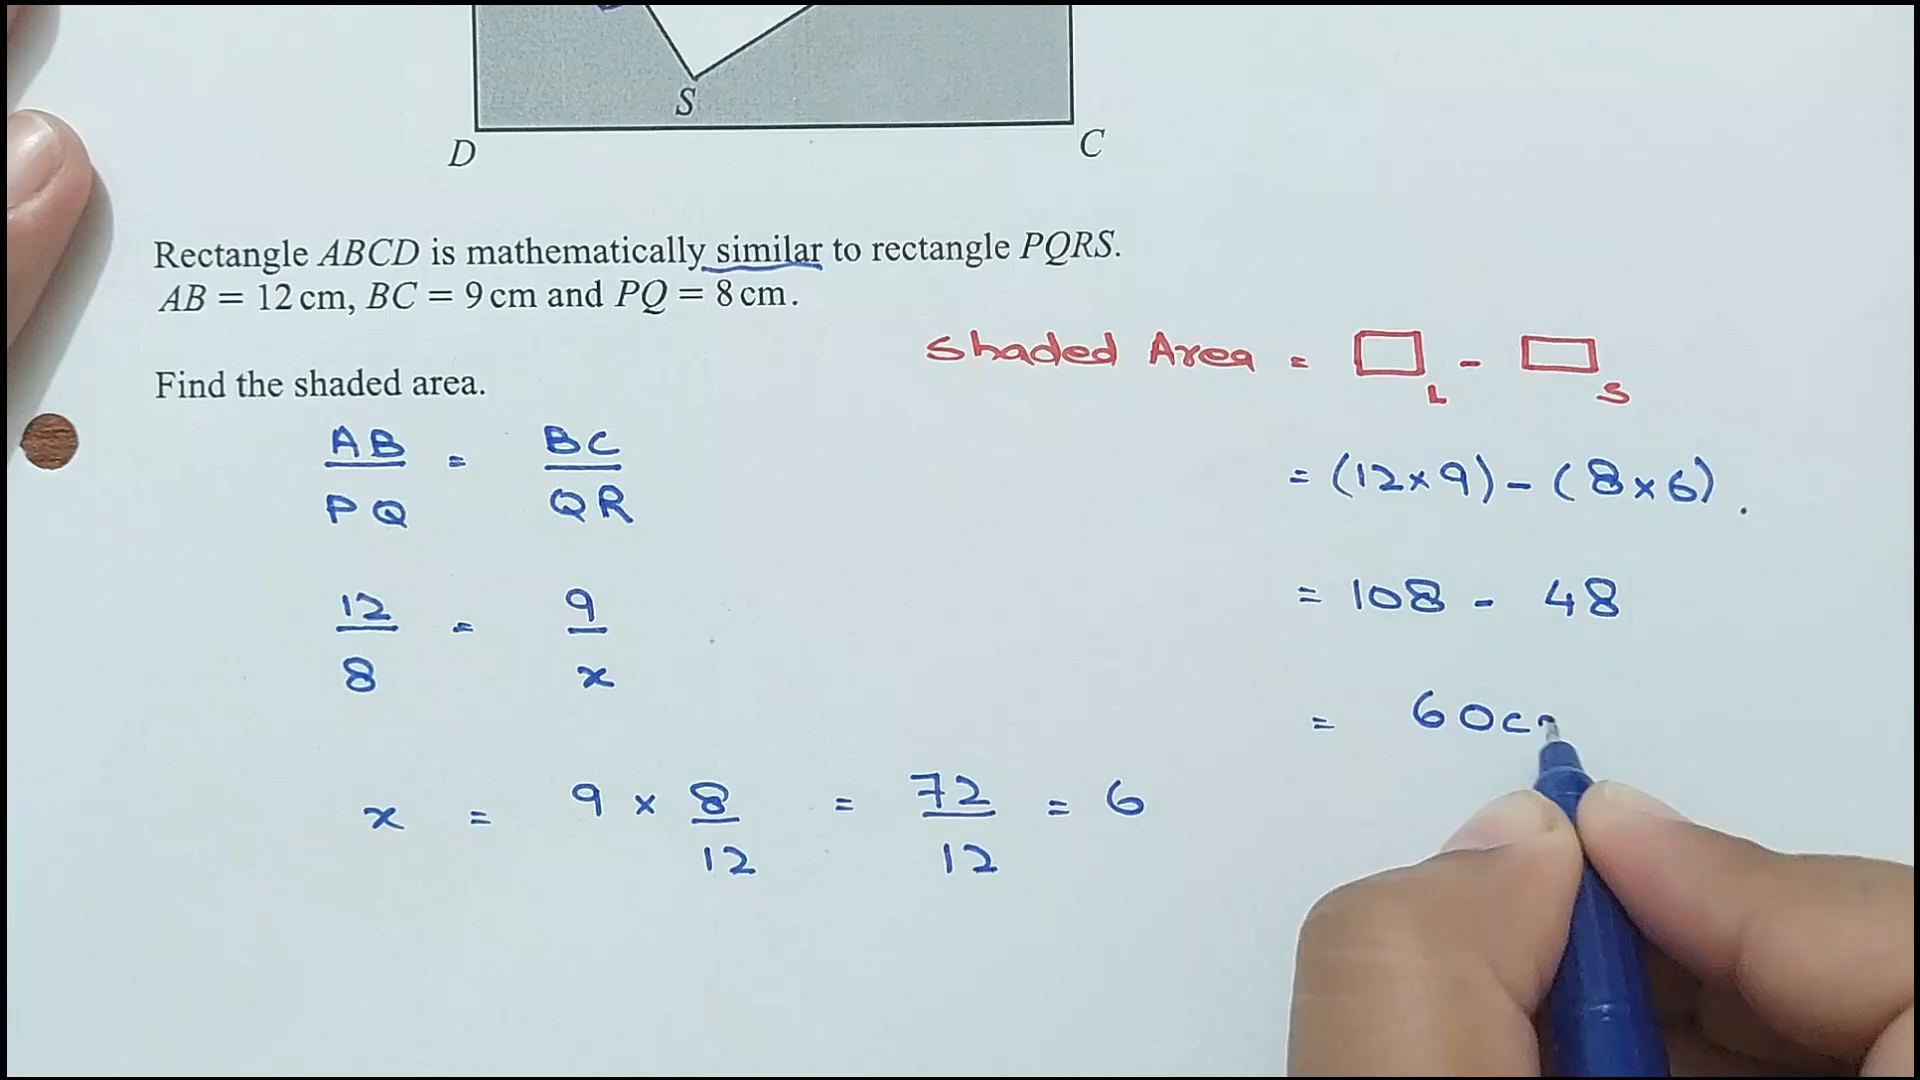 S
D C
Rectangle ABCD is mathematically similar to rectangle PQRS.
AB = 12 cm, BC = 9 cm and PQ = 8 cm.
Shaded Area = □L - □S
Find the shaded area.
AB/PQ = BC/QR
= (12×9) - (8×6).
12/8 = 9/x
= 108 - 48
= 60c
x = 9 × 8/12 = 72/12 = 6